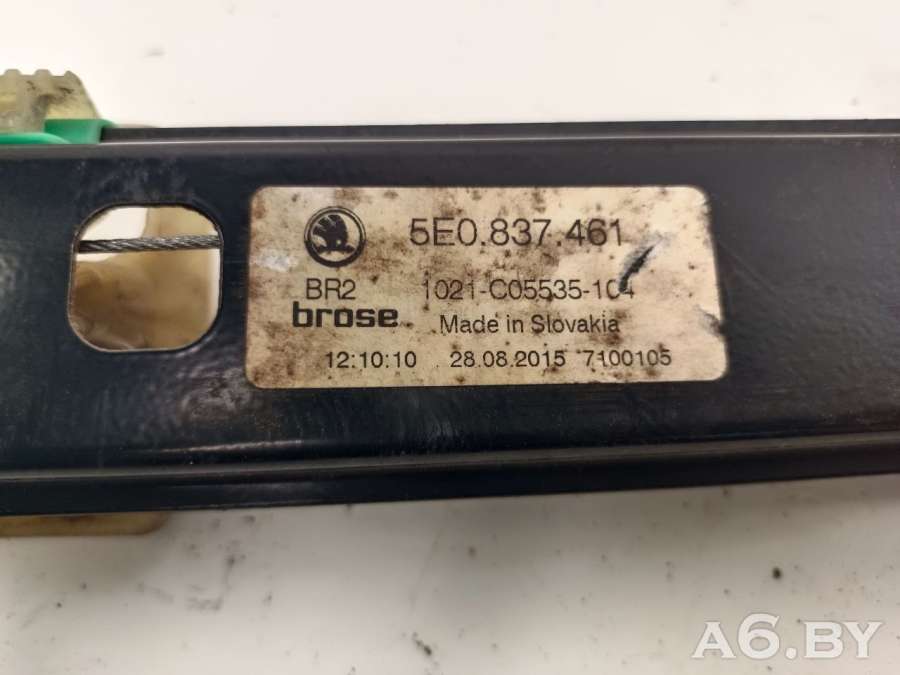 5E0.837.461
BR2 1021-C05535-104
brose Made in Slovakia
12:10:10 28.08.2015 7100105
A6.BY